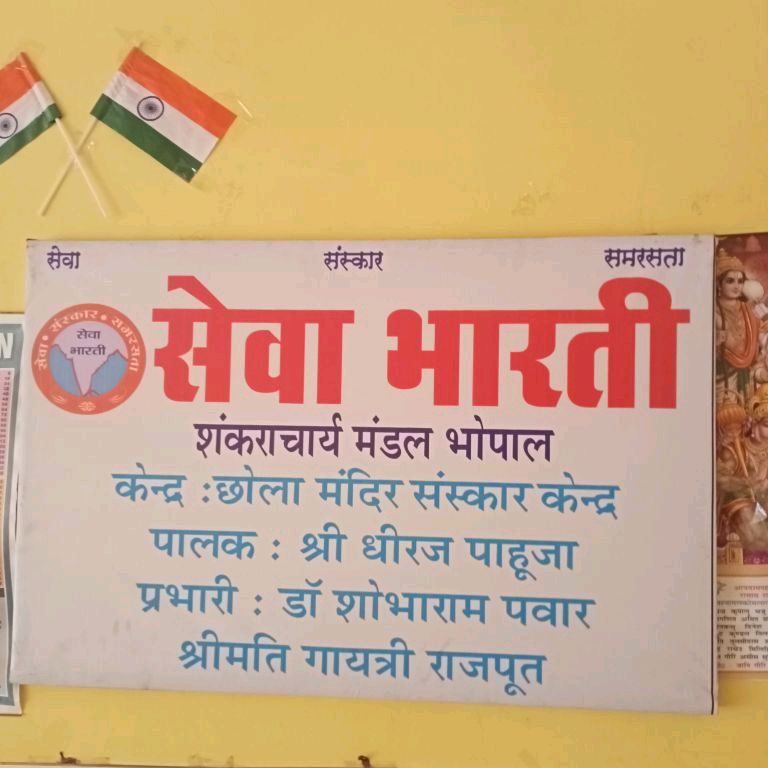 सेवा संस्कार समरसता
सेवा • संस्कार • समरसता
सेवा
भारती
सेवा भारती
शंकराचार्य मंडल भोपाल
केन्द्र :छोला मंदिर संस्कार केन्द्र
पालक : श्री धीरज पाहूजा
प्रभारी : डॉ शोभाराम पवार
श्रीमति गायत्री राजपूत
N